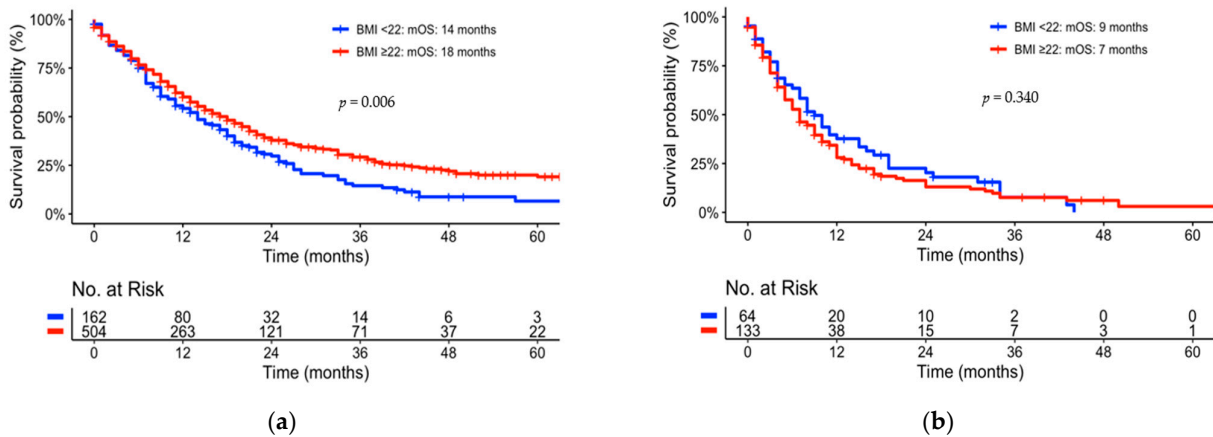 100%
75%
50%
25%
0%
Survival probability (%)
BMI <22: mOS: 14 months
BMI ≥22: mOS: 18 months
p = 0.006
0 12 24 36 48 60
Time (months)
No. at Risk
162 80 32 14 6 3
504 263 121 71 37 22
0 12 24 36 48 60
Time (months)
(a)
100%
75%
50%
25%
0%
Survival probability (%)
BMI <22: mOS: 9 months
BMI ≥22: mOS: 7 months
p = 0.340
0 12 24 36 48 60
Time (months)
No. at Risk
64 20 10 2 0 0
133 38 15 7 3 1
0 12 24 36 48 60
Time (months)
(b)